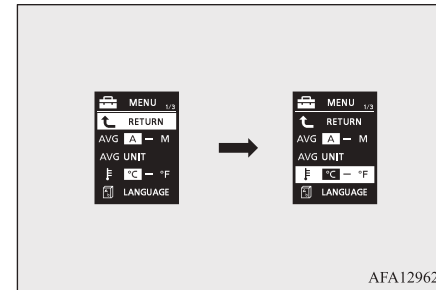 MENU 1/3
RETURN
AVG A – M
AVG UNIT
°C – °F
LANGUAGE
MENU 1/3
RETURN
AVG A – M
AVG UNIT
°C – °F
LANGUAGE
AFA12962